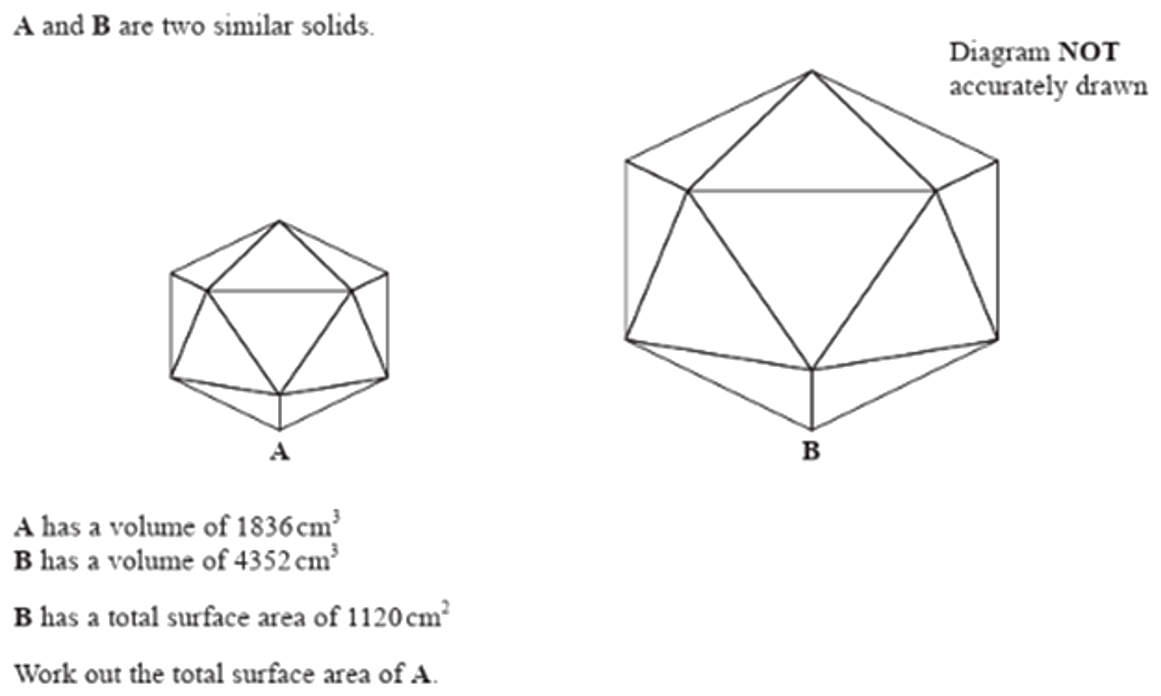 A and B are two similar solids.
Diagram NOT
accurately drawn
A
B
A has a volume of 1836 cm³
B has a volume of 4352 cm³
B has a total surface area of 1120 cm²
Work out the total surface area of A.